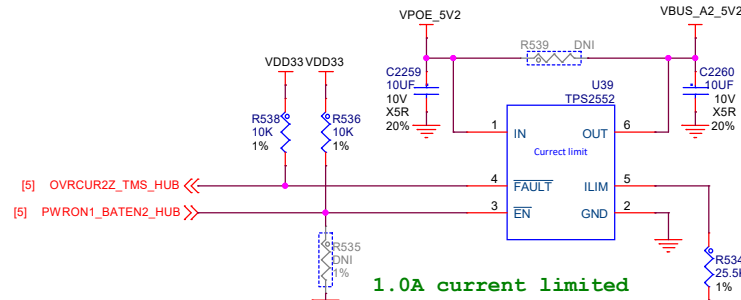 VPOE_5V2
VBUS_A2_5V2
R539 DNI
VDD33 VDD33
C2259
10UF
10V
X5R
20%
U39
TPS2552
C2260
10UF
10V
X5R
20%
R538
10K
1%
R536
10K
1%
1 IN OUT 6
Currect limit
[5] OVRCUR2Z_TMS_HUB
4 FAULT ILIM 5
[5] PWRON1_BATEN2_HUB
3 EN GND 2
R535
DNI
1%
R534
25.5K
1%
1.0A current limited